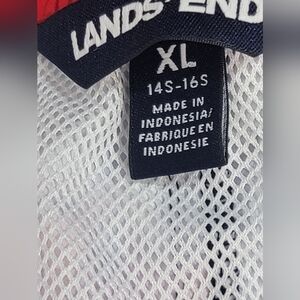 LANDS' END
XL
14S-16S
MADE IN
INDONESIA/
FABRIQUE EN
INDONESIE